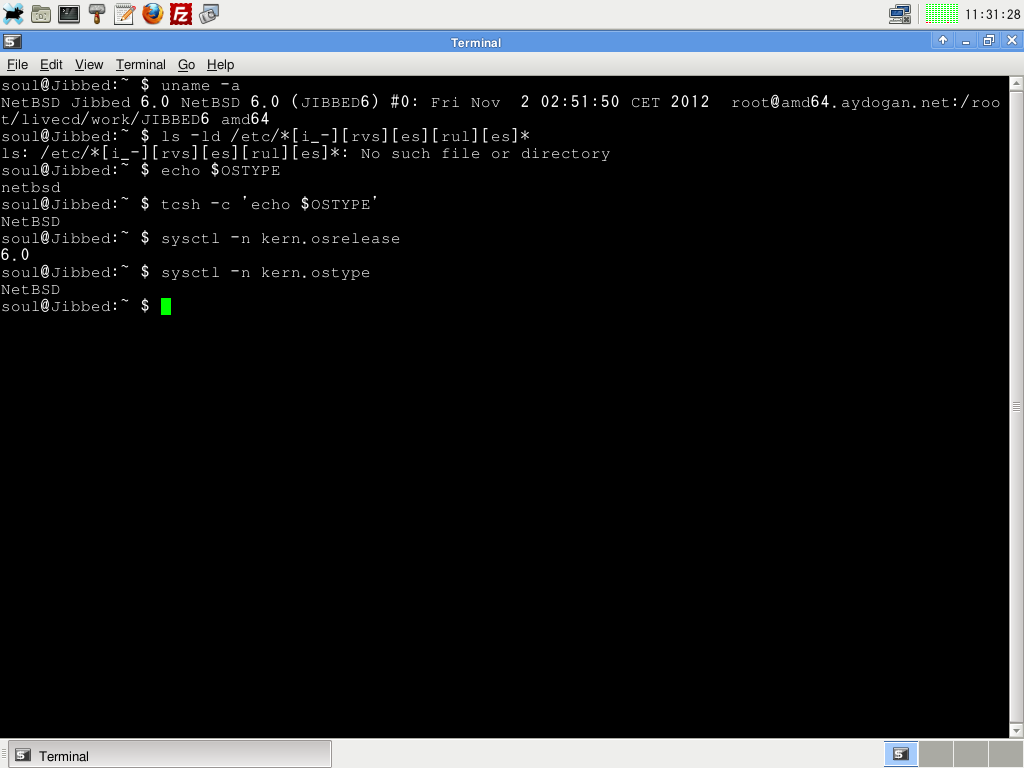 11:31:28
Terminal
File Edit View Terminal Go Help
soul@Jibbed:~ $ uname -a
NetBSD Jibbed 6.0 NetBSD 6.0 (JIBBED6) #0: Fri Nov  2 02:51:50 CET 2012  root@amd64.aydogan.net:/roo
t/livecd/work/JIBBED6 amd64
soul@Jibbed:~ $ ls -ld /etc/*[i_-][rvs][es][rul][es]*
ls: /etc/*[i_-][rvs][es][rul][es]*: No such file or directory
soul@Jibbed:~ $ echo $OSTYPE
netbsd
soul@Jibbed:~ $ tcsh -c 'echo $OSTYPE'
NetBSD
soul@Jibbed:~ $ sysctl -n kern.osrelease
6.0
soul@Jibbed:~ $ sysctl -n kern.ostype
NetBSD
soul@Jibbed:~ $
Terminal